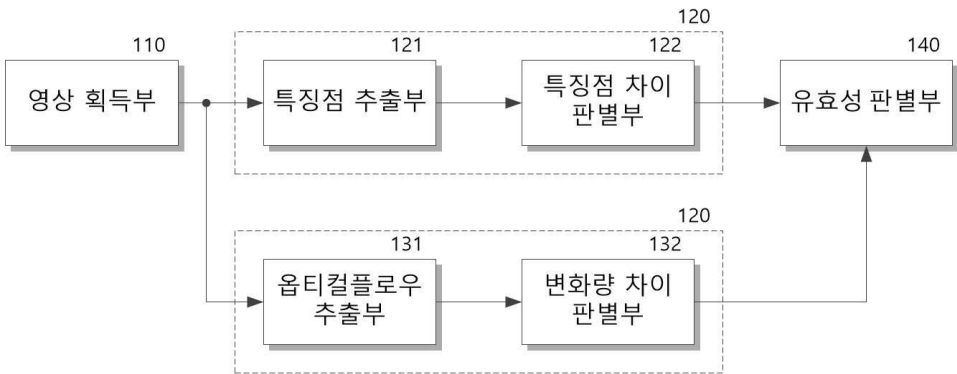 120
110
121
122
140
영상 획득부
특징점 추출부
특징점 차이
판별부
유효성 판별부
120
131
132
옵티컬플로우
추출부
변화량 차이
판별부